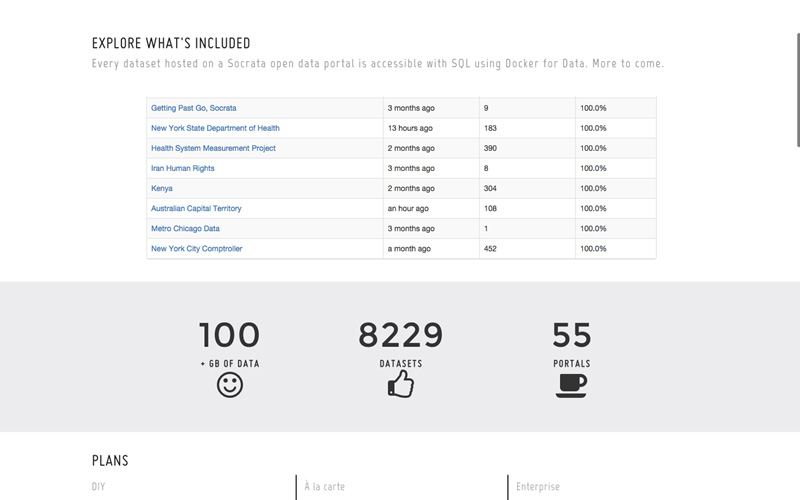 EXPLORE WHAT'S INCLUDED
Every dataset hosted on a Socrata open data portal is accessible with SQL using Docker for Data. More to come.
Getting Past Go, Socrata 3 months ago 9 100.0%
New York State Department of Health 13 hours ago 183 100.0%
Health System Measurement Project 2 months ago 390 100.0%
Iran Human Rights 3 months ago 8 100.0%
Kenya 2 months ago 304 100.0%
Australian Capital Territory an hour ago 108 100.0%
Metro Chicago Data 3 months ago 1 100.0%
New York City Comptroller a month ago 452 100.0%
100 8229 55
+ GB OF DATA DATASETS PORTALS
PLANS
DIY À la carte Enterprise